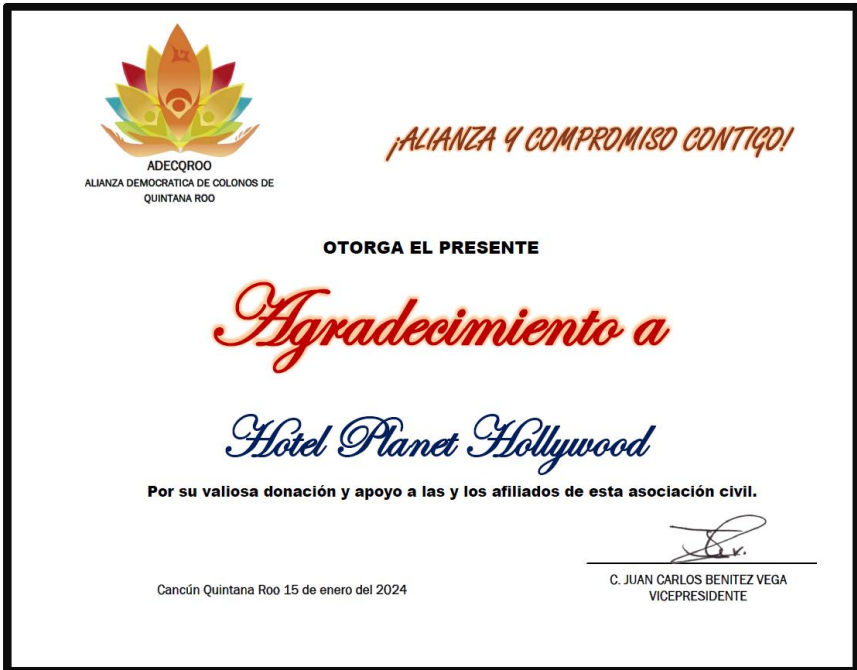 ADECQROO
ALIANZA DEMOCRATICA DE COLONOS DE
QUINTANA ROO
¡ALIANZA Y COMPROMISO CONTIGO!
OTORGA EL PRESENTE
Agradecimiento a
Hotel Planet Hollywood
Por su valiosa donación y apoyo a las y los afiliados de esta asociación civil.
Cancún Quintana Roo 15 de enero del 2024
C. JUAN CARLOS BENITEZ VEGA
VICEPRESIDENTE